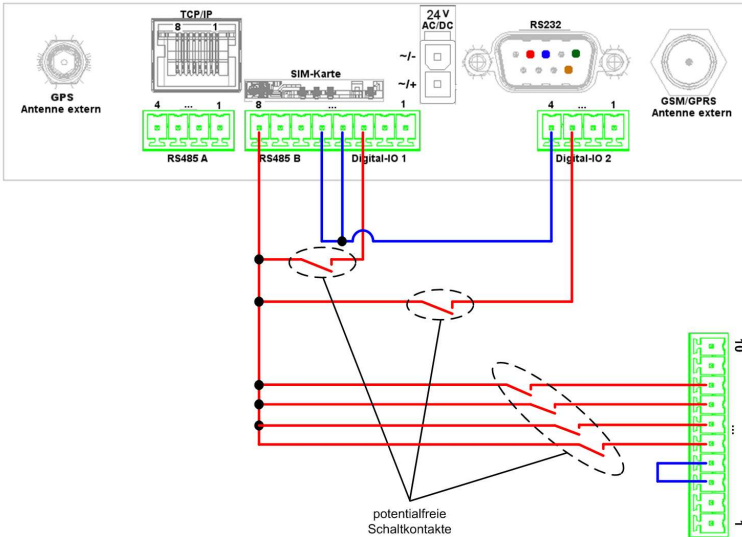 TCP/IP
8 1
24 V
AC/DC
~/-
~/+
RS232
SIM-Karte
GPS
Antenne extern
GSM/GPRS
Antenne extern
4 ... 1
8 ... 1
4 ... 1
RS485 A
RS485 B
Digital-IO 1
Digital-IO 2
10
...
1
potentialfreie
Schaltkontakte